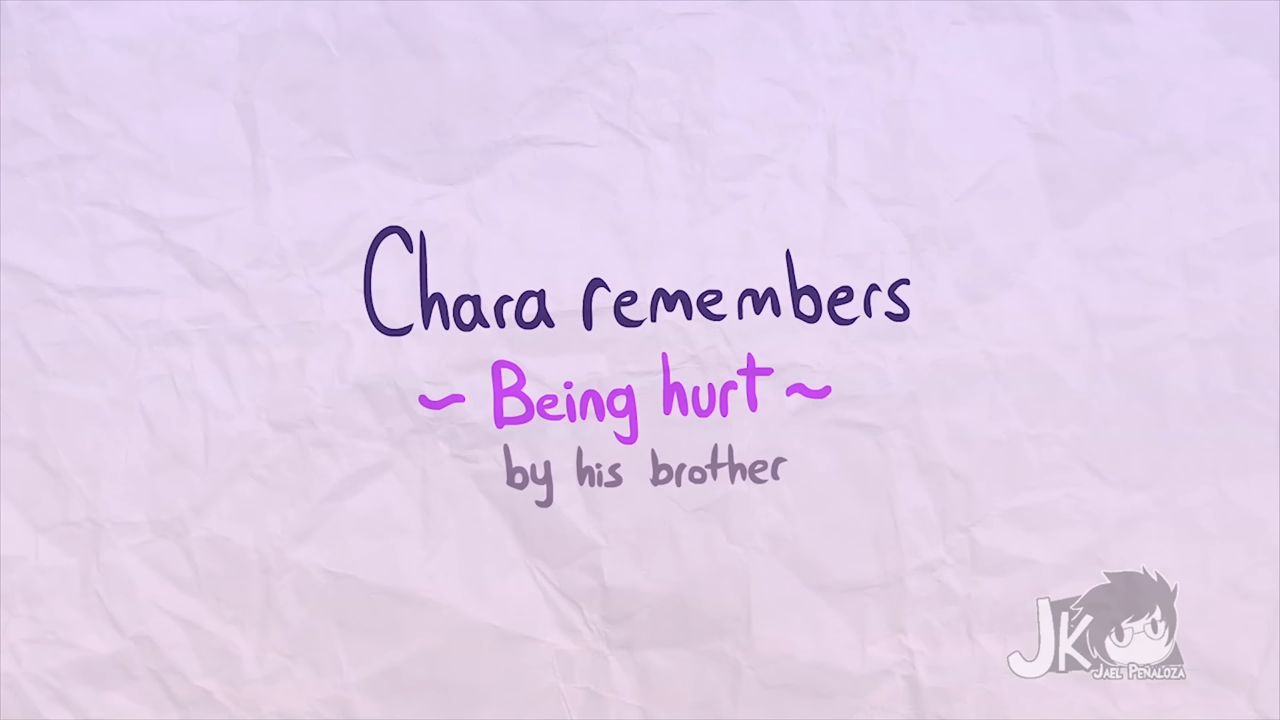 Chara remembers
~ Being hurt ~
by his brother
JK
JAEL PEÑALOZA